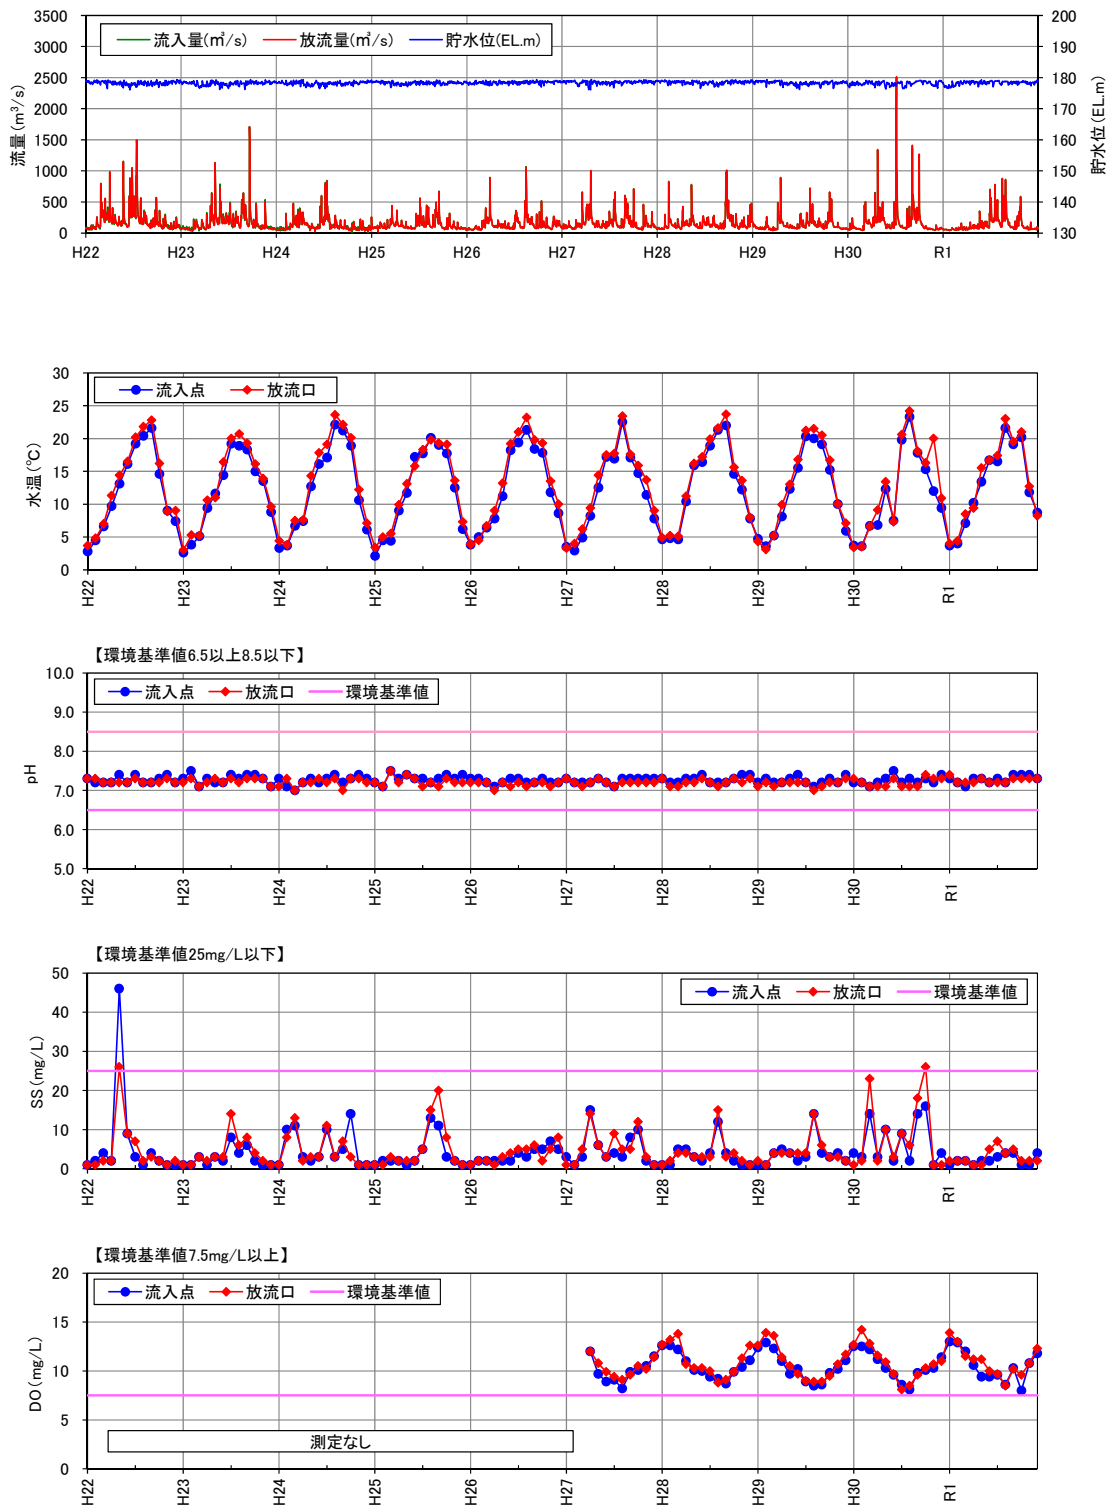 3500
3000
2500
2000
1500
1000
500
0
流量(m³/s)
流入量(㎥/s)
放流量(㎥/s)
貯水位(EL.m)
200
190
180
170
160
150
140
130
貯水位(EL.m)
H22
H23
H24
H25
H26
H27
H28
H29
H30
R1
30
25
20
15
10
5
0
水温(℃)
流入点
放流口
H22
H23
H24
H25
H26
H27
H28
H29
H30
R1
【環境基準値6.5以上8.5以下】
10.0
9.0
8.0
7.0
6.0
5.0
pH
流入点
放流口
環境基準値
H22
H23
H24
H25
H26
H27
H28
H29
H30
R1
【環境基準値25mg/L以下】
50
40
30
20
10
0
SS(mg/L)
流入点
放流口
環境基準値
H22
H23
H24
H25
H26
H27
H28
H29
H30
R1
【環境基準値7.5mg/L以上】
20
15
10
5
0
DO(mg/L)
流入点
放流口
環境基準値
測定なし
H22
H23
H24
H25
H26
H27
H28
H29
H30
R1